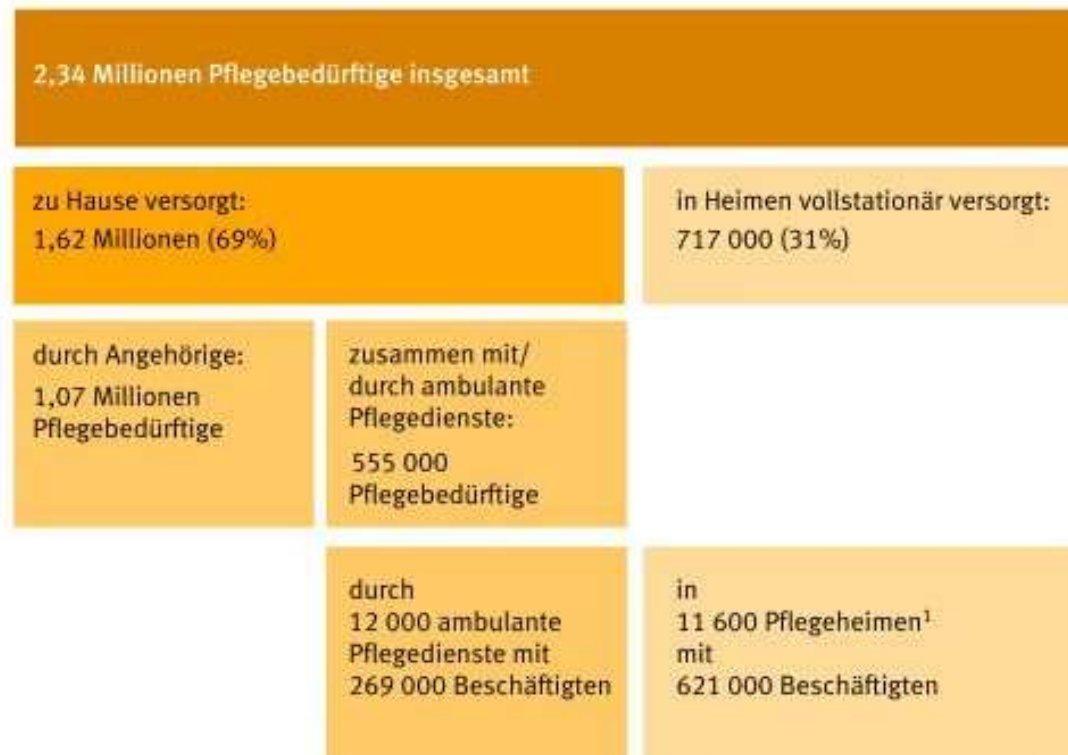 2,34 Millionen Pflegebedürftige insgesamt
zu Hause versorgt:
1,62 Millionen (69%)
in Heimen vollstationär versorgt:
717 000 (31%)
durch Angehörige:
1,07 Millionen
Pflegebedürftige
zusammen mit/
durch ambulante
Pflegedienste:
555 000
Pflegebedürftige
durch
12 000 ambulante
Pflegedienste mit
269 000 Beschäftigten
in
11 600 Pflegeheimen¹
mit
621 000 Beschäftigten